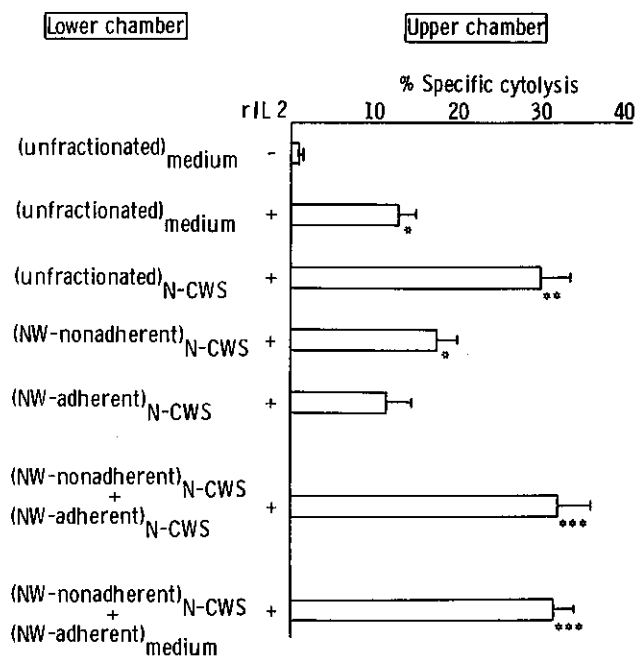 Lower chamber Upper chamber
% Specific cytolysis
rIL 2 10 20 30 40
(unfractionated)medium -
(unfractionated)medium +
*
(unfractionated)N-CWS +
**
(NW-nonadherent)N-CWS +
*
(NW-adherent)N-CWS +
(NW-nonadherent)N-CWS
+
+
(NW-adherent)N-CWS
***
(NW-nonadherent)N-CWS
+
+
(NW-adherent)medium
***